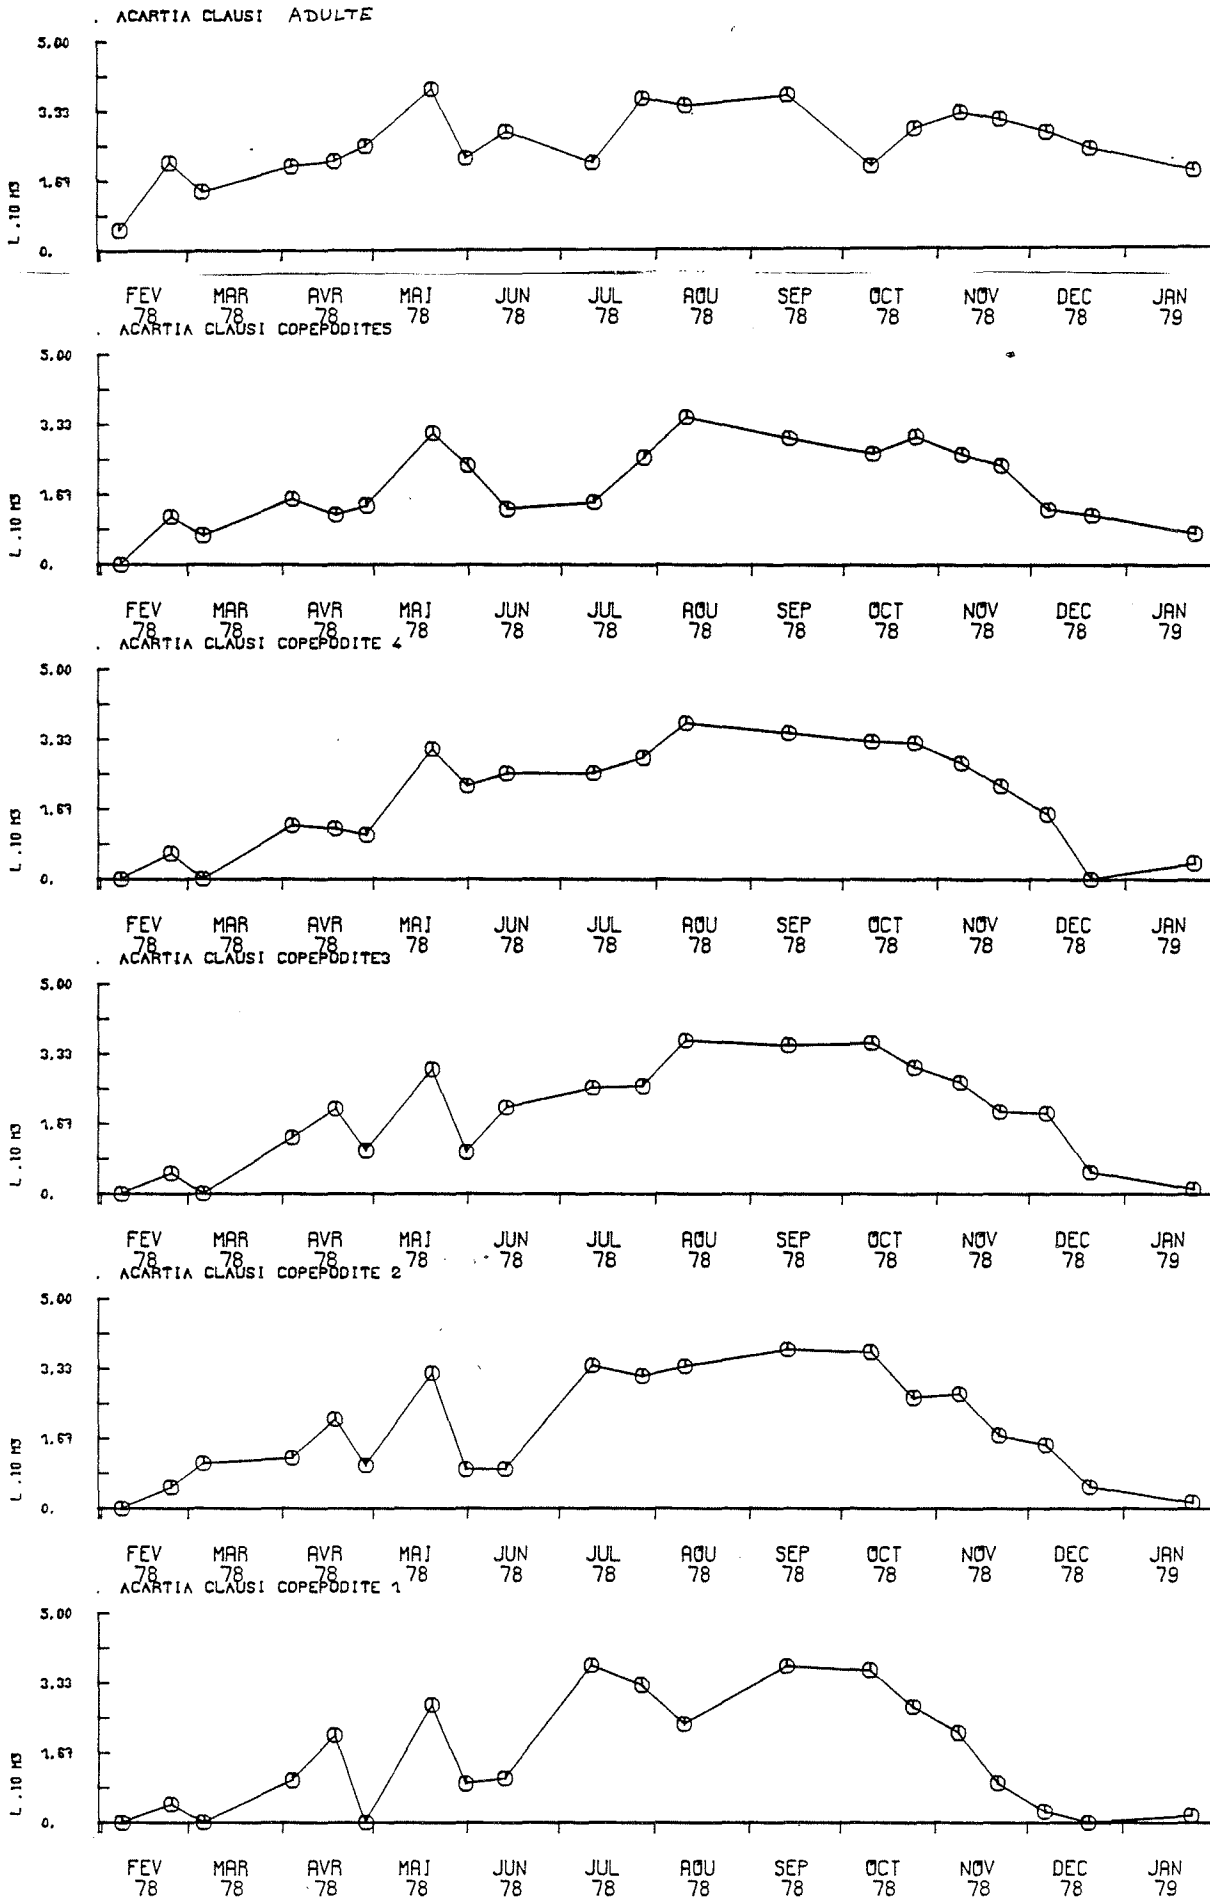 . ACARTIA CLAUSI ADULTE
5.00
3.33
1.67
0.
L .10 M3
FEV MAR AVR MAI JUN JUL AOU SEP OCT NOV DEC JAN
78 78 78 78 78 78 78 78 78 78 78 79
. ACARTIA CLAUSI COPEPODITE5
5.00
3.33
1.67
0.
L .10 M3
FEV MAR AVR MAI JUN JUL AOU SEP OCT NOV DEC JAN
78 78 78 78 78 78 78 78 78 78 78 79
. ACARTIA CLAUSI COPEPODITE 4
5.00
3.33
1.67
0.
L .10 M3
FEV MAR AVR MAI JUN JUL AOU SEP OCT NOV DEC JAN
78 78 78 78 78 78 78 78 78 78 78 79
. ACARTIA CLAUSI COPEPODITE3
5.00
3.33
1.67
0.
L .10 M3
FEV MAR AVR MAI JUN JUL AOU SEP OCT NOV DEC JAN
78 78 78 78 78 78 78 78 78 78 78 79
. ACARTIA CLAUSI COPEPODITE 2
5.00
3.33
1.67
0.
L .10 M3
FEV MAR AVR MAI JUN JUL AOU SEP OCT NOV DEC JAN
78 78 78 78 78 78 78 78 78 78 78 79
. ACARTIA CLAUSI COPEPODITE 1
5.00
3.33
1.67
0.
L .10 M3
FEV MAR AVR MAI JUN JUL AOU SEP OCT NOV DEC JAN
78 78 78 78 78 78 78 78 78 78 78 79